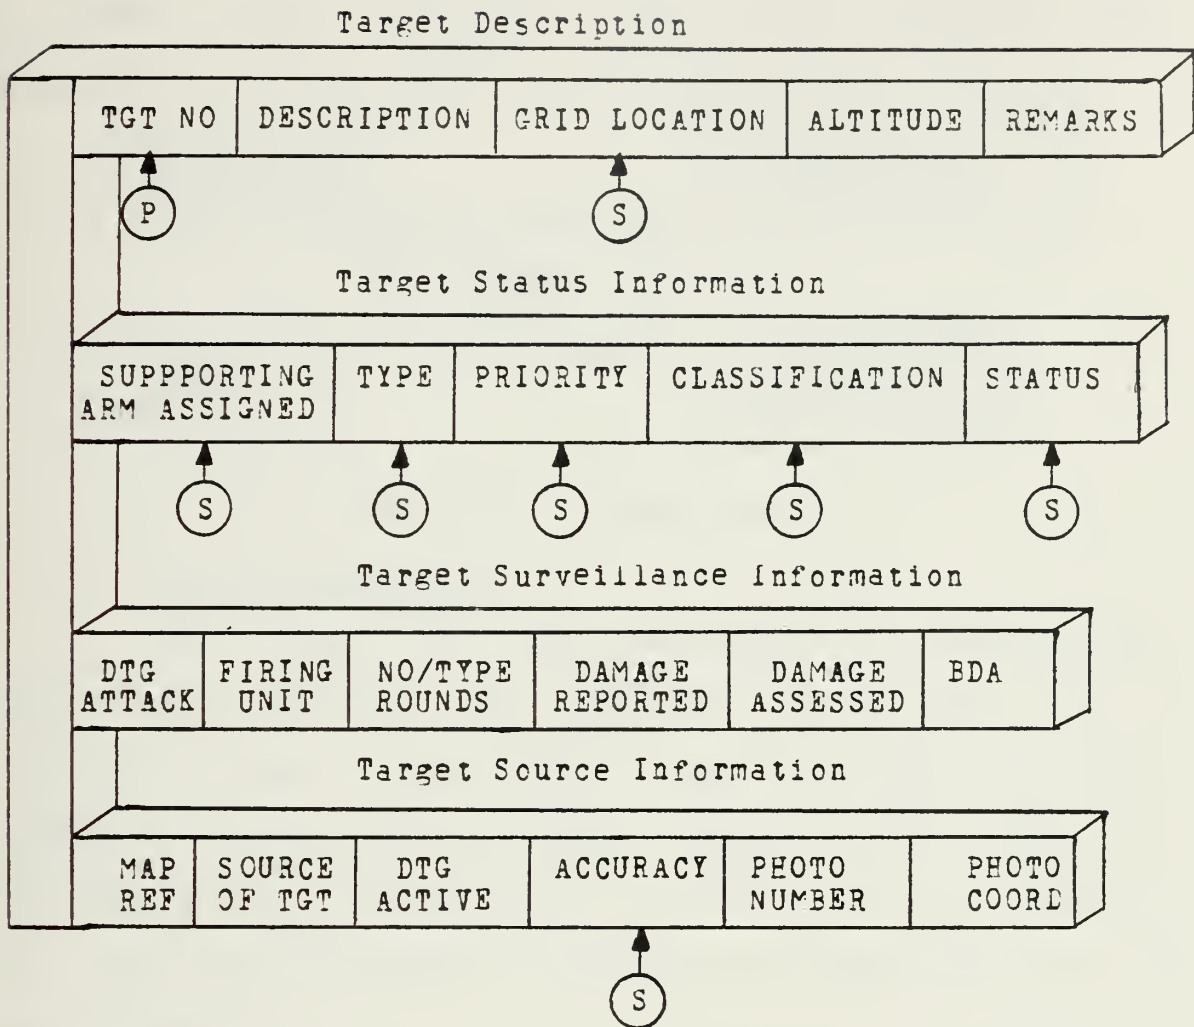 Target Description
TGT NO DESCRIPTION GRID LOCATION ALTITUDE REMARKS
P S
Target Status Information
SUPPPORTING TYPE PRIORITY CLASSIFICATION STATUS
ARM ASSIGNED
S S S S S
Target Surveillance Information
DTG FIRING NO/TYPE DAMAGE DAMAGE BDA
ATTACK UNIT ROUNDS REPORTED ASSESSED
Target Source Information
MAP SOURCE DTG ACCURACY PHOTO PHOTO
REF OF TGT ACTIVE NUMBER COORD
S